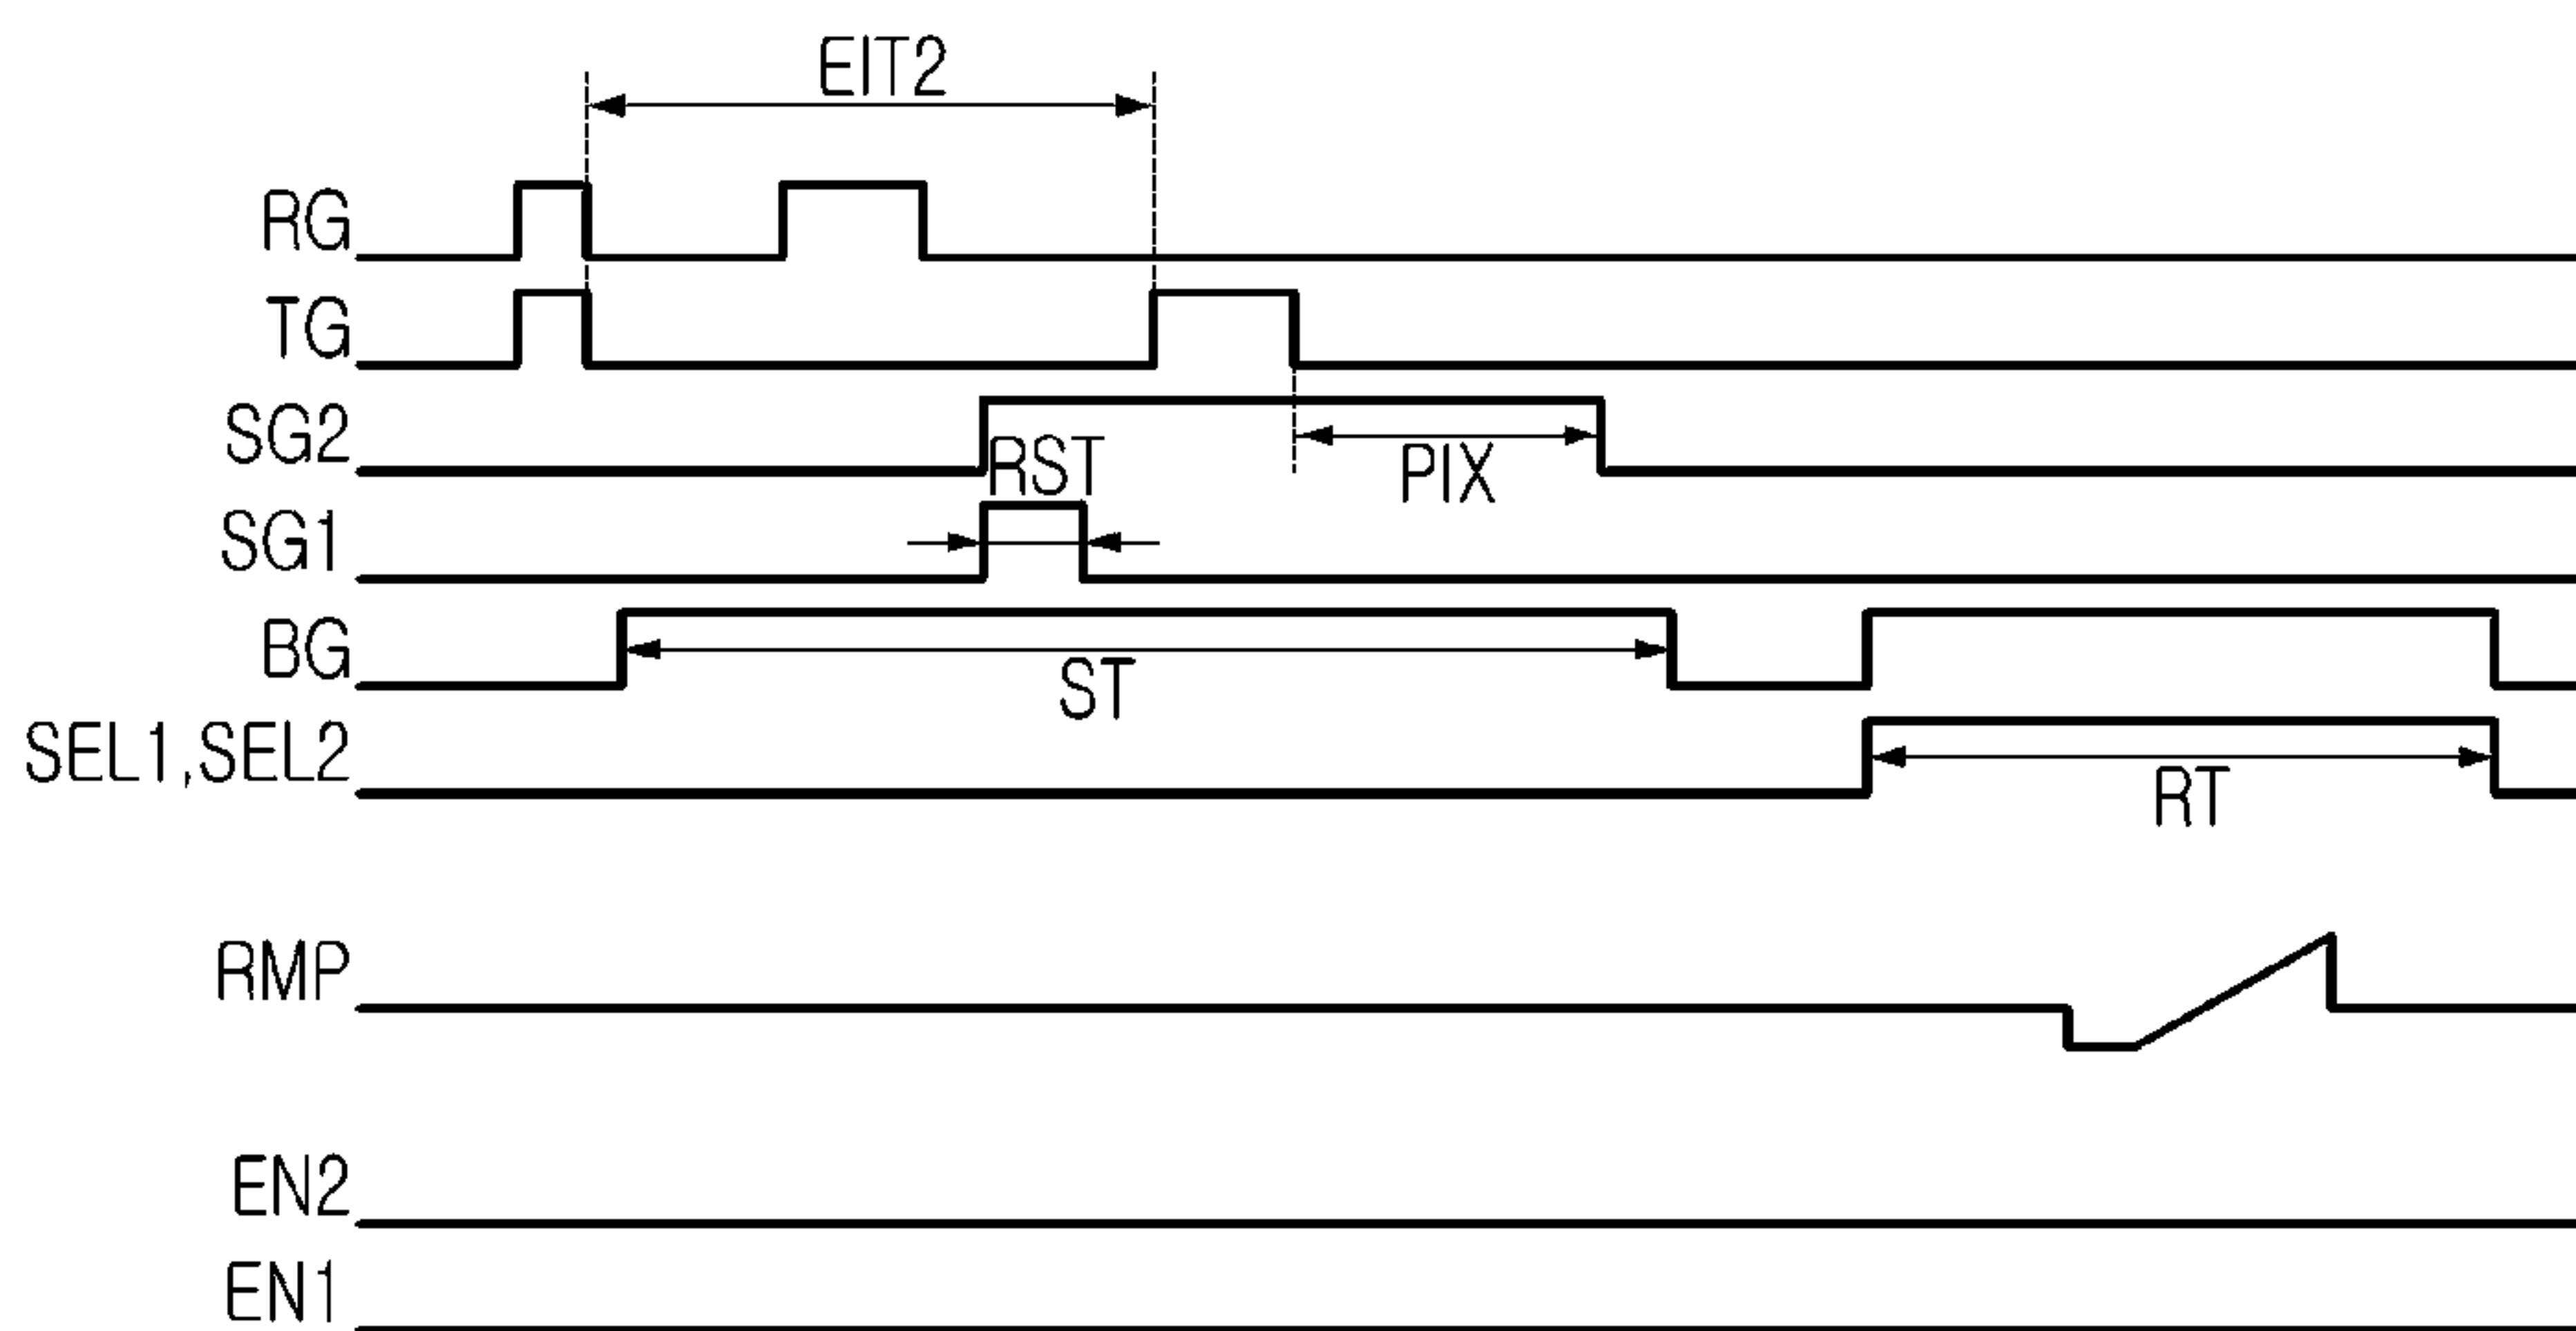 EIT2
RG
TG
SG2
RST
PIX
SG1
BG
ST
SEL1,SEL2
RT
RMP
EN2
EN1